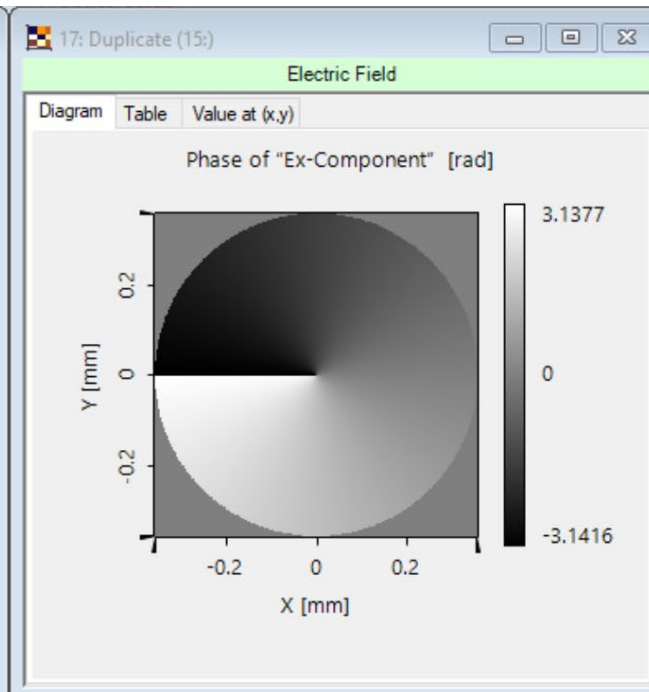 17: Duplicate (15:)
Electric Field
Diagram Table Value at (x,y)
Phase of "Ex-Component" [rad]
3.1377
0.2
0
0
-0.2
-3.1416
-0.2 0 0.2
Y [mm]
X [mm]